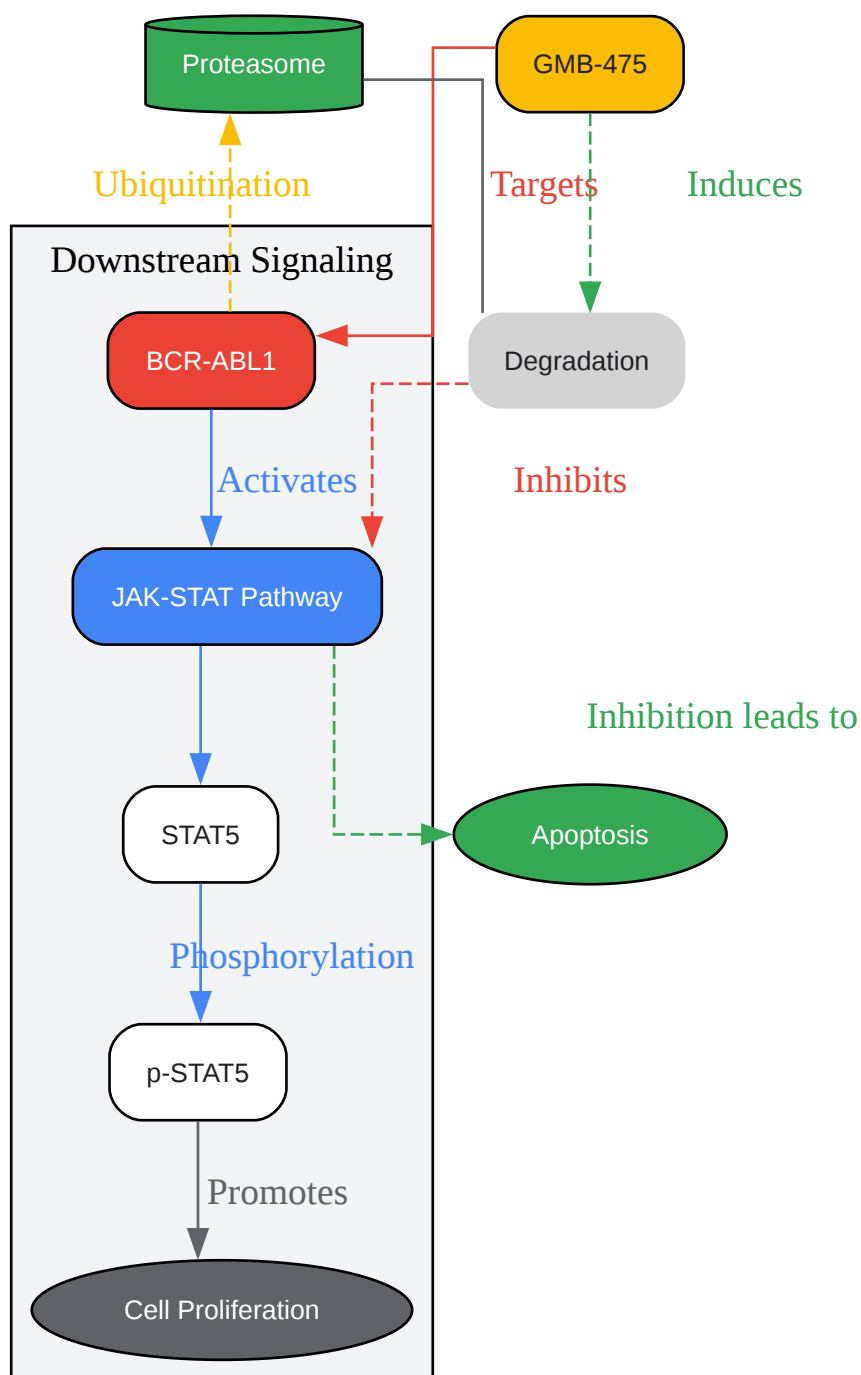 Proteasome
GMB-475
Ubiquitination
Targets
Induces
Downstream Signaling
BCR-ABL1
Degradation
Activates
Inhibits
JAK-STAT Pathway
Inhibition leads to
STAT5
Apoptosis
Phosphorylation
p-STAT5
Promotes
Cell Proliferation